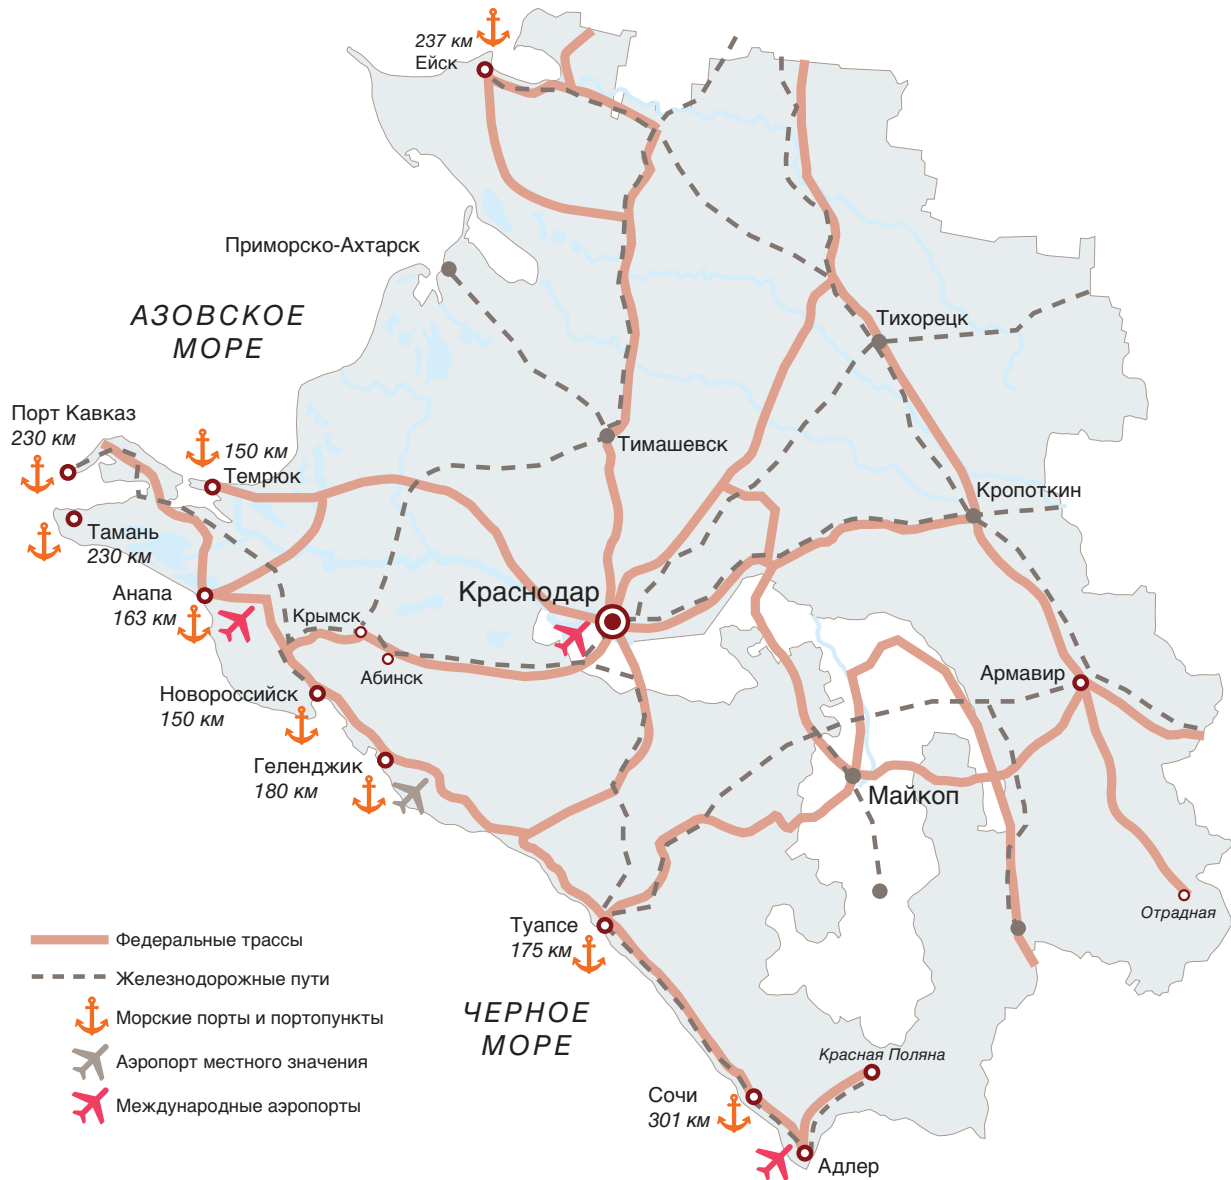 237 км
Ейск
Приморско-Ахтарск
АЗОВСКОЕ
МОРЕ
Тихорецк
Порт Кавказ
230 км
150 км
Темрюк
Тимашевск
Кропоткин
Тамань
230 км
Анапа
163 км
Краснодар
Крымск
Абинск
Армавир
Новороссийск
150 км
Геленджик
180 км
Майкоп
Отрадная
Туапсе
175 км
ЧЕРНОЕ
МОРЕ
Красная Поляна
Сочи
301 км
Адлер
Федеральные трассы
Железнодорожные пути
Морские порты и портопункты
Аэропорт местного значения
Международные аэропорты